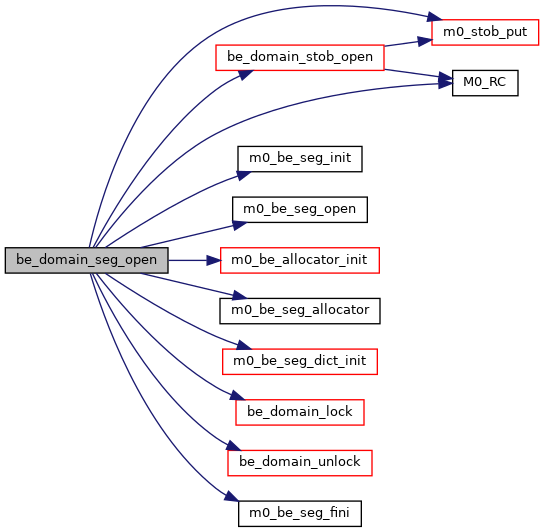 m0_stob_put
be_domain_stob_open
M0_RC
m0_be_seg_init
m0_be_seg_open
be_domain_seg_open
m0_be_allocator_init
m0_be_seg_allocator
m0_be_seg_dict_init
be_domain_lock
be_domain_unlock
m0_be_seg_fini